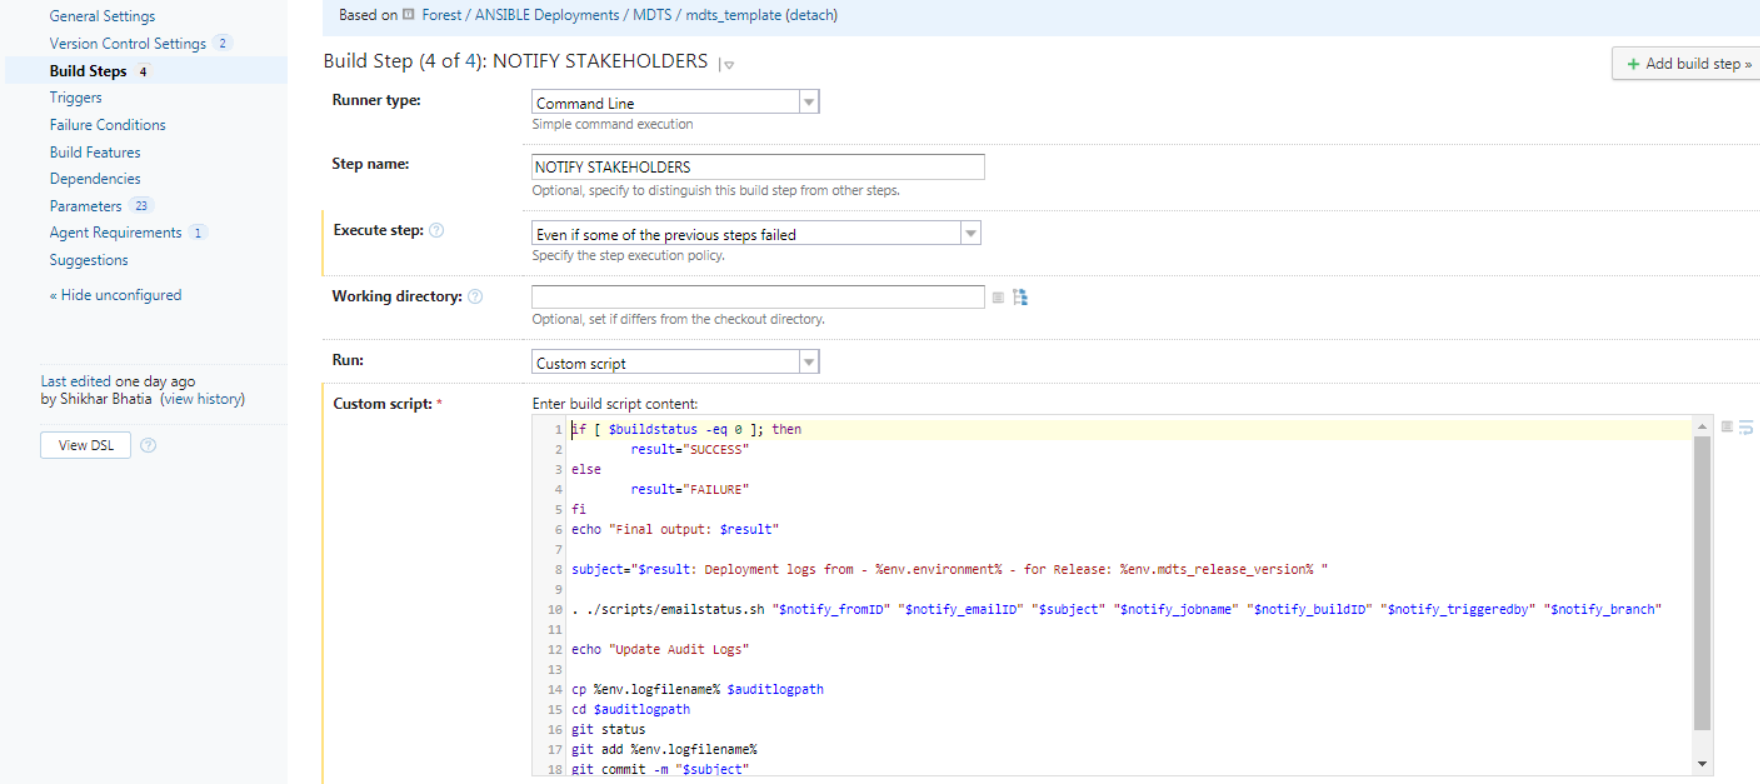 General Settings
Version Control Settings 2
Build Steps 4
Triggers
Failure Conditions
Build Features
Dependencies
Parameters 23
Agent Requirements 1
Suggestions
« Hide unconfigured
Last edited one day ago
by Shikhar Bhatia (view history)
View DSL ?
Based on Forest / ANSIBLE Deployments / MDTS / mdts_template (detach)
Build Step (4 of 4): NOTIFY STAKEHOLDERS
+ Add build step »
Runner type:
Command Line
Simple command execution
Step name:
NOTIFY STAKEHOLDERS
Optional, specify to distinguish this build step from other steps.
Execute step: ?
Even if some of the previous steps failed
Specify the step execution policy.
Working directory: ?
Optional, set if differs from the checkout directory.
Run:
Custom script
Custom script: *
Enter build script content:
1 if [ $buildstatus -eq 0 ]; then
2 result="SUCCESS"
3 else
4 result="FAILURE"
5 fi
6 echo "Final output: $result"
7
8 subject="$result: Deployment logs from - %env.environment% - for Release: %env.mdts_release_version% "
9
10 . ./scripts/emailstatus.sh "$notify_fromID" "$notify_emailID" "$subject" "$notify_jobname" "$notify_buildID" "$notify_triggeredby" "$notify_branch"
11
12 echo "Update Audit Logs"
13
14 cp %env.logfilename% $auditlogpath
15 cd $auditlogpath
16 git status
17 git add %env.logfilename%
18 git commit -m "$subject"